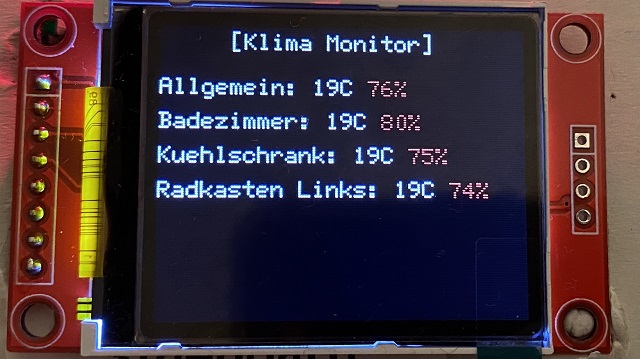 [Klima Monitor]
Allgemein: 19C 76%
Badezimmer: 19C 80%
Kuehlschrank: 19C 75%
Radkasten Links: 19C 74%